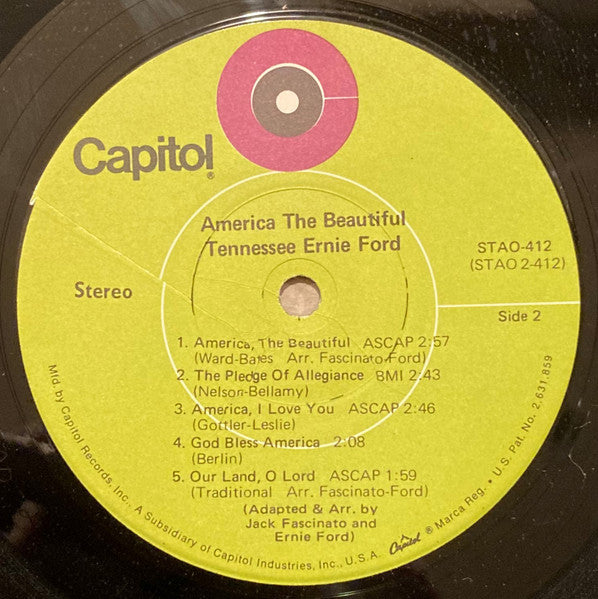 Capitol®
America The Beautiful
Tennessee Ernie Ford
STAO-412
(STAO 2-412)
Stereo
Side 2
1. America, The Beautiful ASCAP 2:57
(Ward-Bates Arr. Fascinato-Ford)
2. The Pledge Of Allegiance BMI 2:43
(Nelson-Bellamy)
3. America, I Love You ASCAP 2:46
(Gottler-Leslie)
4. God Bless America 2:08
(Berlin)
5. Our Land, O Lord ASCAP 1:59
(Traditional Arr. Fascinato-Ford)
(Adapted & Arr. by
Jack Fascinato and
Ernie Ford)
Mfd. by Capitol Records, Inc., A Subsidiary of Capitol Industries, Inc., U.S.A. Capitol ® Marca Reg. • U.S. Pat. No. 2,631,859